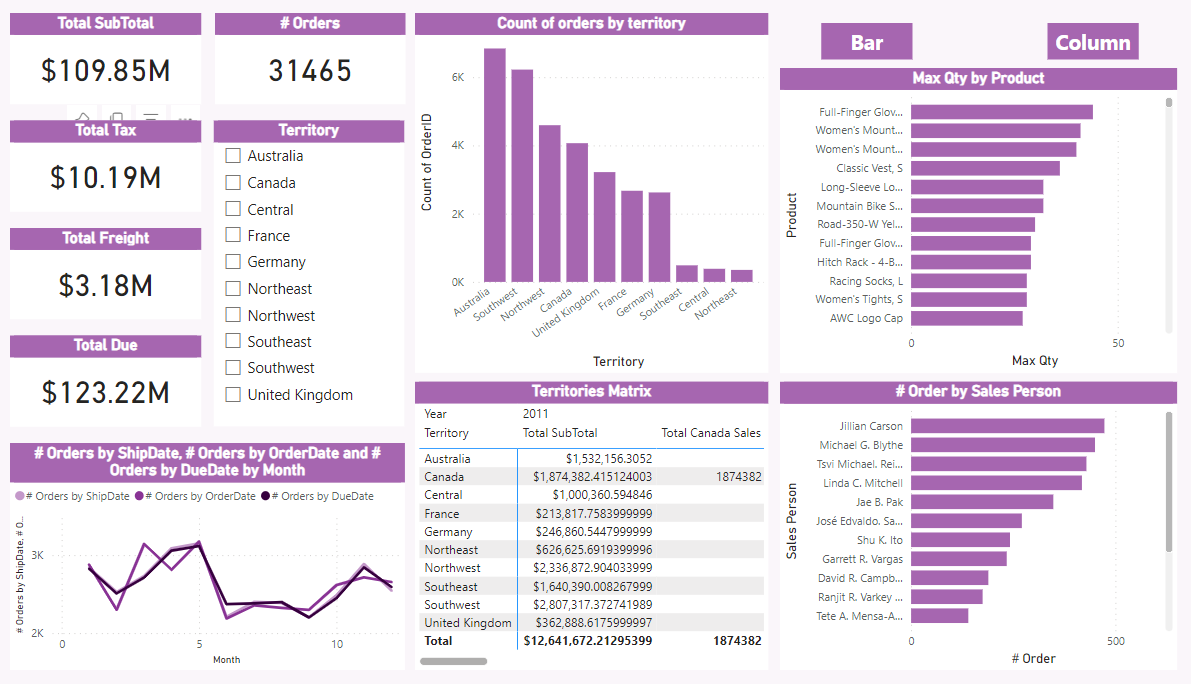 Total SubTotal
$109.85M
# Orders
31465
Total Tax
$10.19M
Total Freight
$3.18M
Total Due
$123.22M
Territory
Australia
Canada
Central
France
Germany
Northeast
Northwest
Southeast
Southwest
United Kingdom
# Orders by ShipDate, # Orders by OrderDate and #
Orders by DueDate by Month
# Orders by ShipDate # Orders by OrderDate # Orders by DueDate
# Orders by ShipDate, # O...
3K
2K
0 5 10
Month
Count of orders by territory
Count of OrderID
6K
4K
2K
0K
Australia
Southwest
Northwest
Canada
United Kingdom
France
Germany
Southeast
Central
Northeast
Territory
Territories Matrix
Year 2011
Territory Total SubTotal Total Canada Sales
Australia $1,532,156.3052
Canada $1,874,382.415124003 1874382
Central $1,000,360.594846
France $213,817.7583999999
Germany $246,860.5447999999
Northeast $626,625.6919399996
Northwest $2,336,872.904403999
Southeast $1,640,390.008267999
Southwest $2,807,317.372741989
United Kingdom $362,888.6175999997
Total $12,641,672.21295399 1874382
Bar
Column
Max Qty by Product
Product
Full-Finger Glov...
Women's Mount...
Women's Mount...
Classic Vest, S
Long-Sleeve Lo...
Mountain Bike S...
Road-350-W Yel...
Full-Finger Glov...
Hitch Rack - 4-B...
Racing Socks, L
Women's Tights, S
AWC Logo Cap
0 50
Max Qty
# Order by Sales Person
Sales Person
Jillian Carson
Michael G. Blythe
Tsvi Michael. Rei...
Linda C. Mitchell
Jae B. Pak
José Edvaldo. Sa...
Shu K. Ito
Garrett R. Vargas
David R. Campb...
Ranjit R. Varkey ...
Tete A. Mensa-A...
0 500
# Order